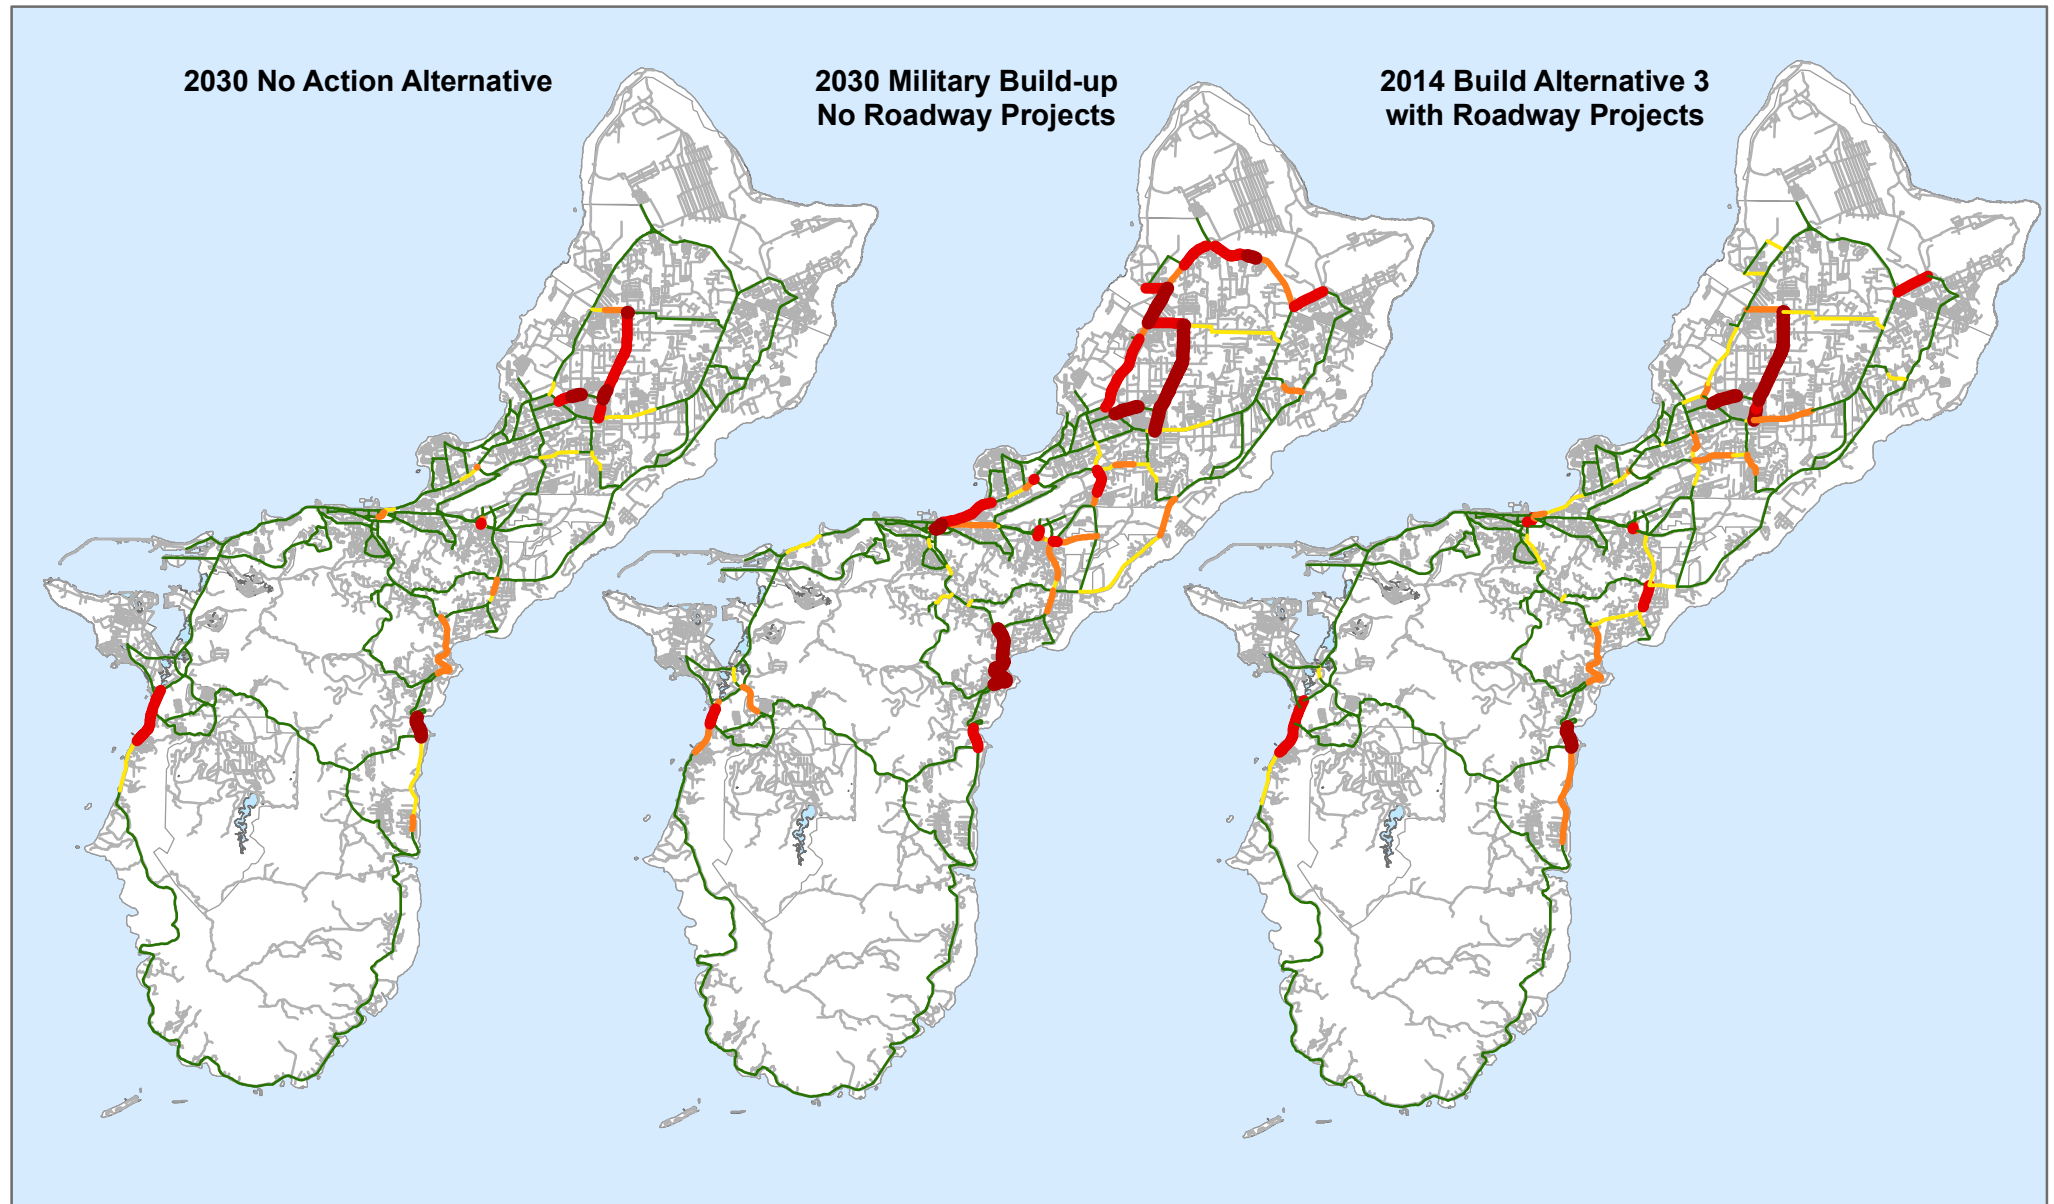 2030 No Action Alternative
2030 Military Build-up
No Roadway Projects
2014 Build Alternative 3
with Roadway Projects